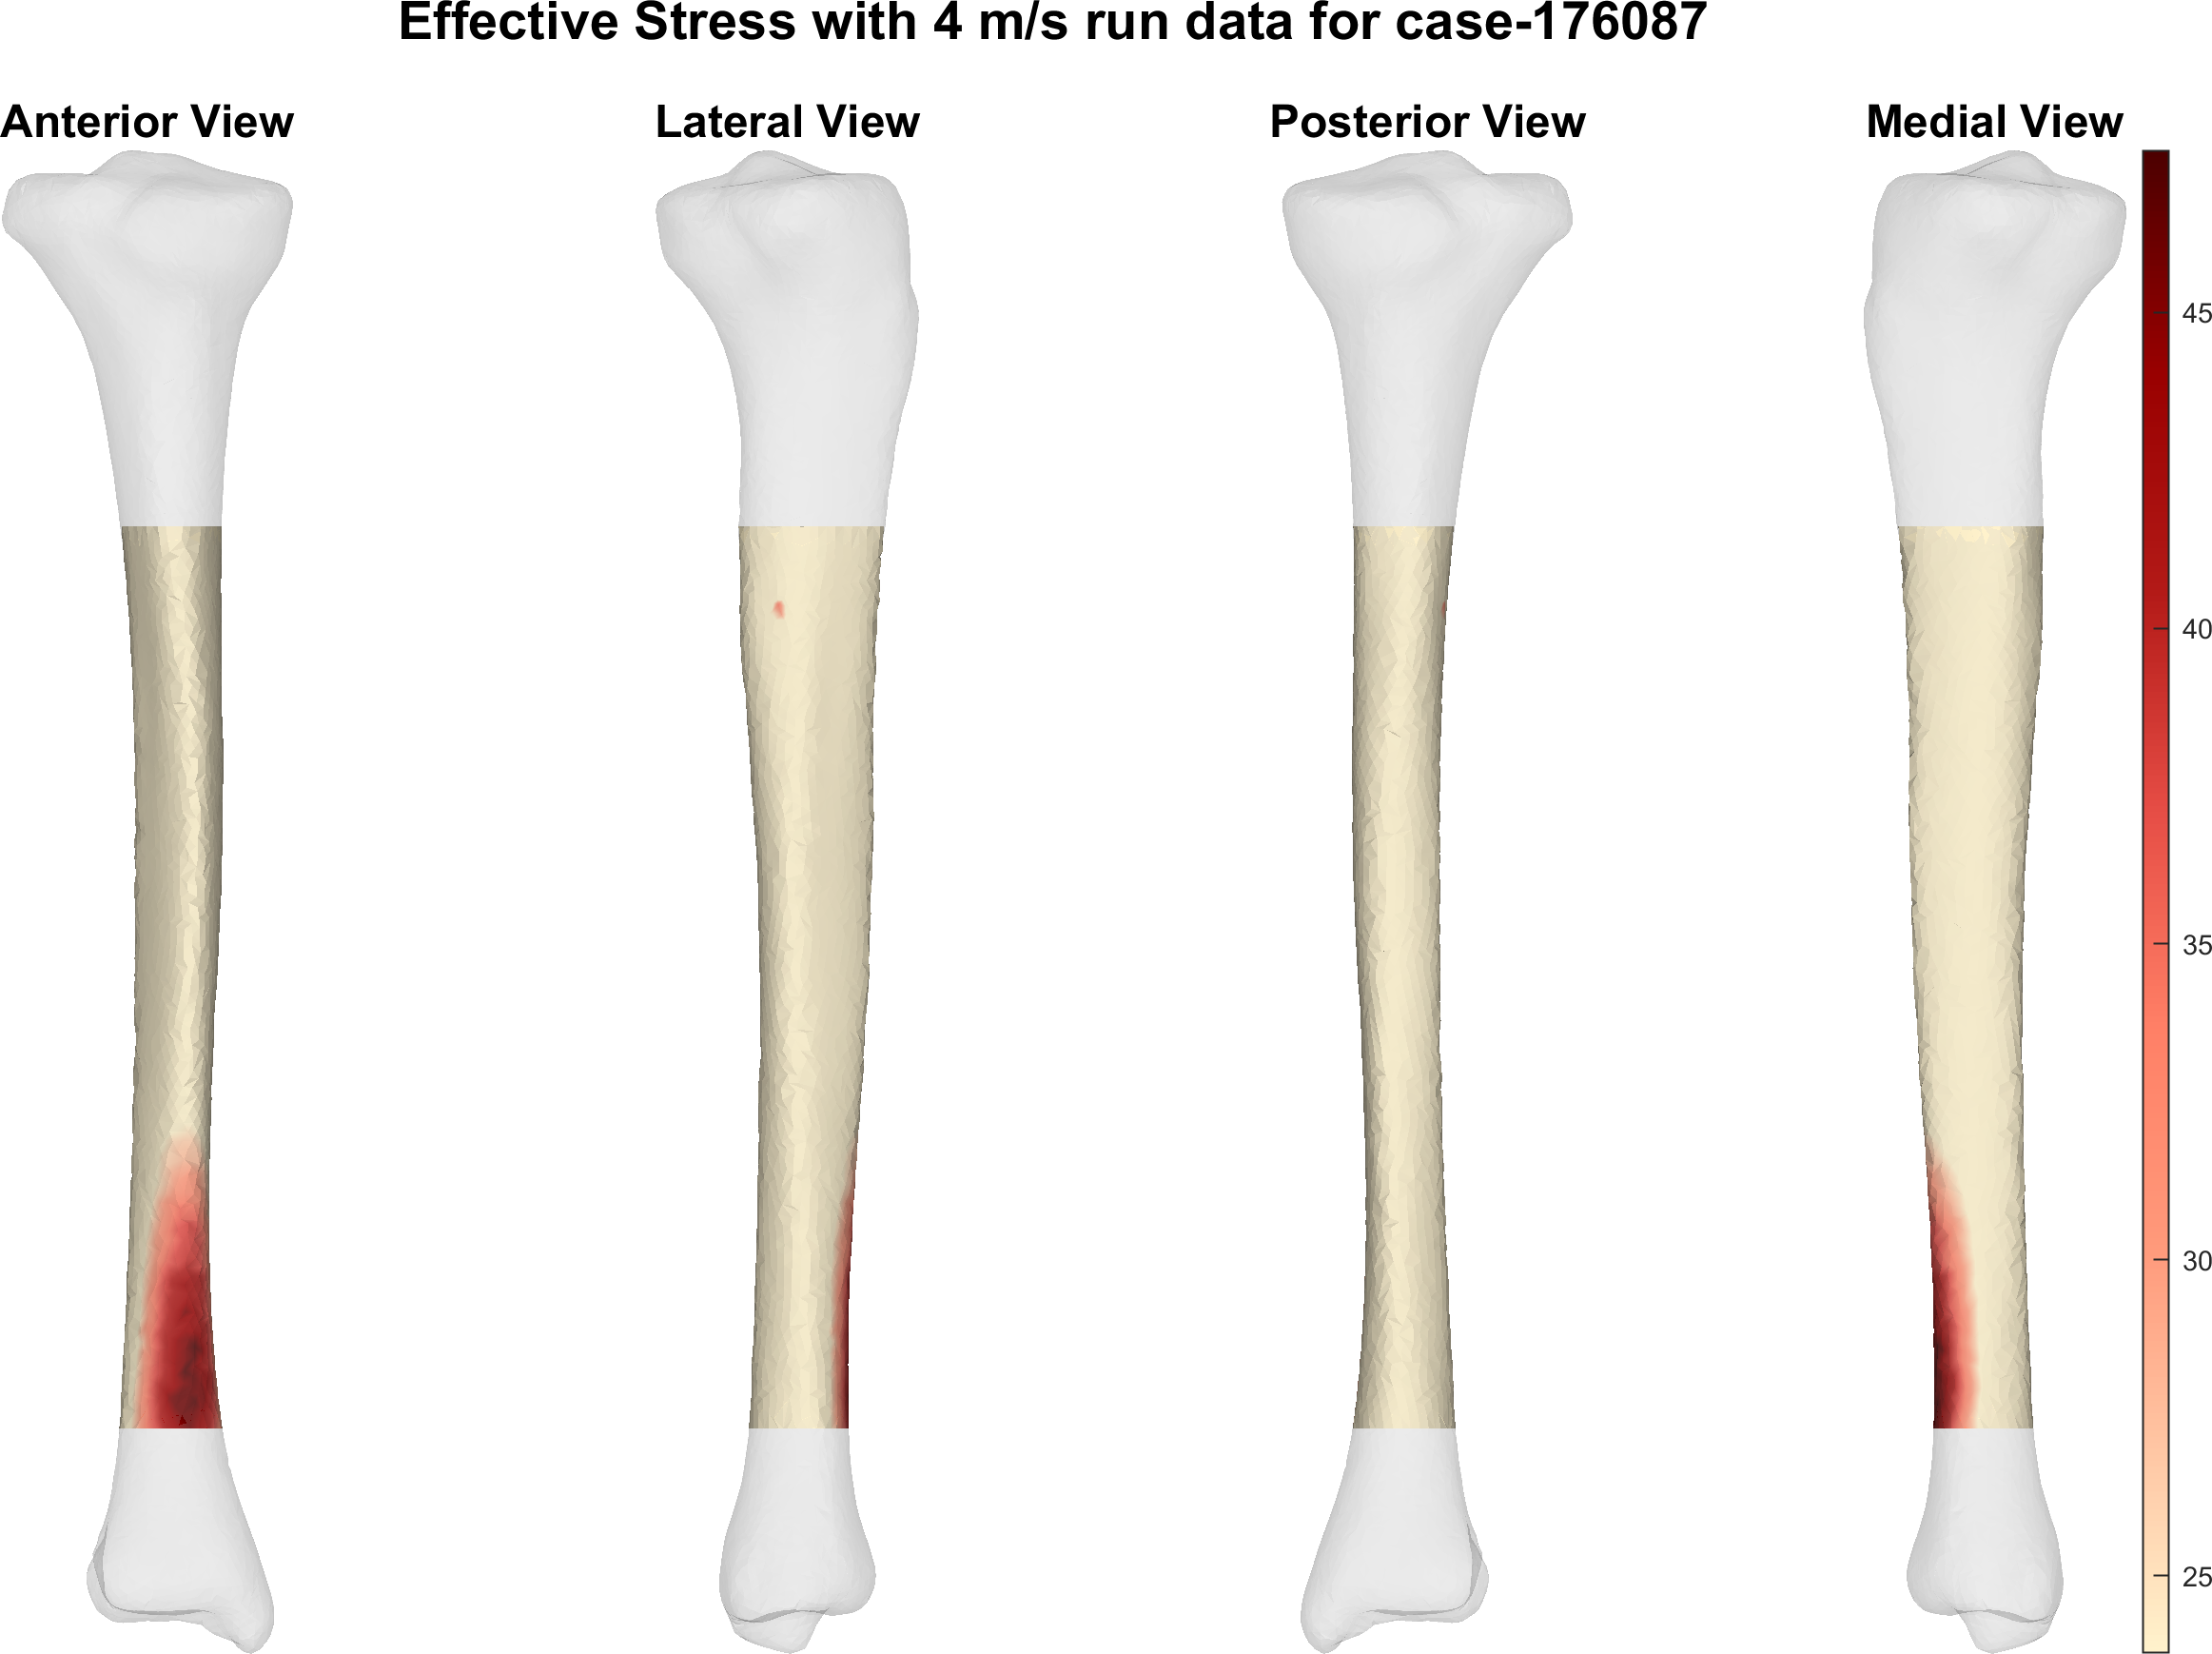 Effective Stress with 4 m/s run data for case-176087
Anterior View
Lateral View
Posterior View
Medial View
45
40
35
30
25